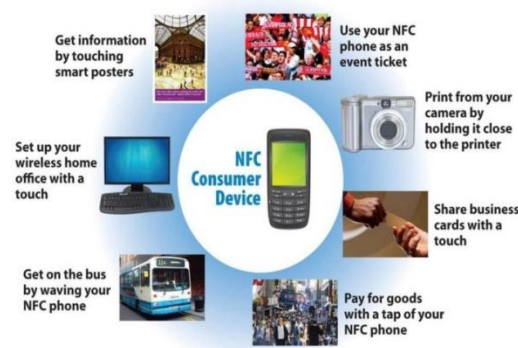 Get information
by touching
smart posters
Use your NFC
phone as an
event ticket
Print from your
camera by
holding it close
to the printer
Set up your
wireless home
office with a
touch
NFC
Consumer
Device
Share business
cards with a
touch
Get on the bus
by waving your
NFC phone
Pay for goods
with a tap of your
NFC phone